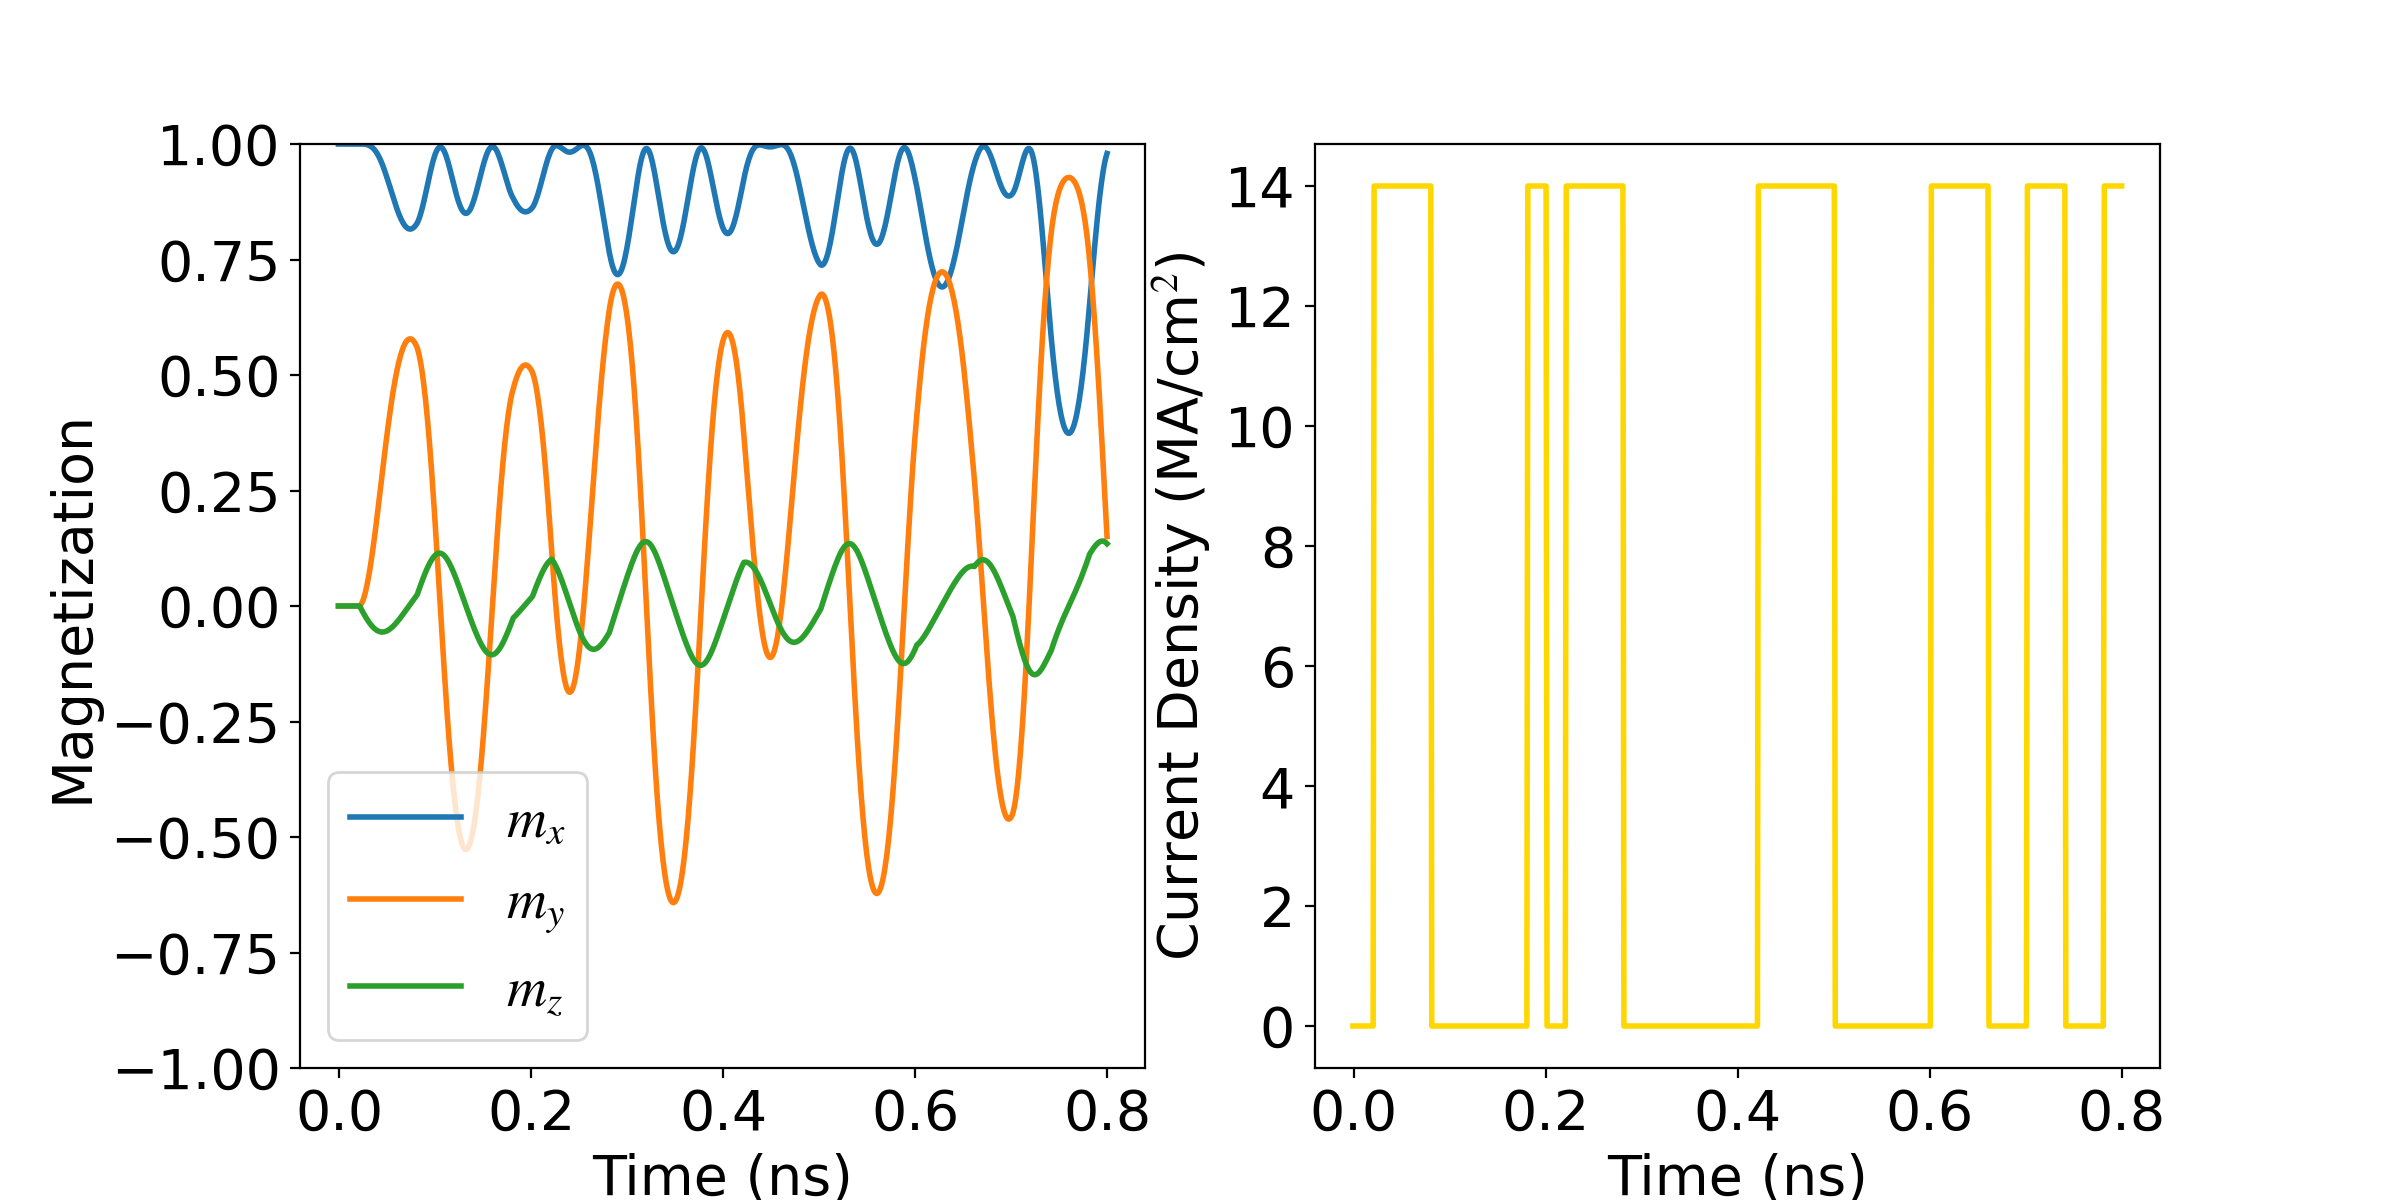 Magnetization
1.00
0.75
0.50
0.25
0.00
−0.25
−0.50
−0.75
−1.00
0.0 0.2 0.4 0.6 0.8
Time (ns)
m_x
m_y
m_z
Current Density (MA/cm²)
14
12
10
8
6
4
2
0
0.0 0.2 0.4 0.6 0.8
Time (ns)